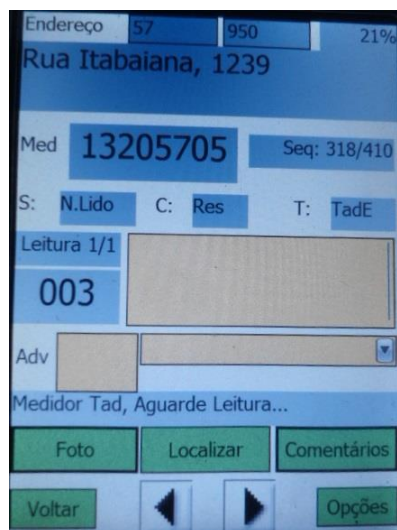 Endereço 57 950 21%
Rua Itabaiana, 1239
Med 13205705 Seq: 318/410
S: N.Lido C: Res T: TadE
Leitura 1/1
003
Adv
Medidor Tad, Aguarde Leitura...
Foto Localizar Comentários
Voltar Opções